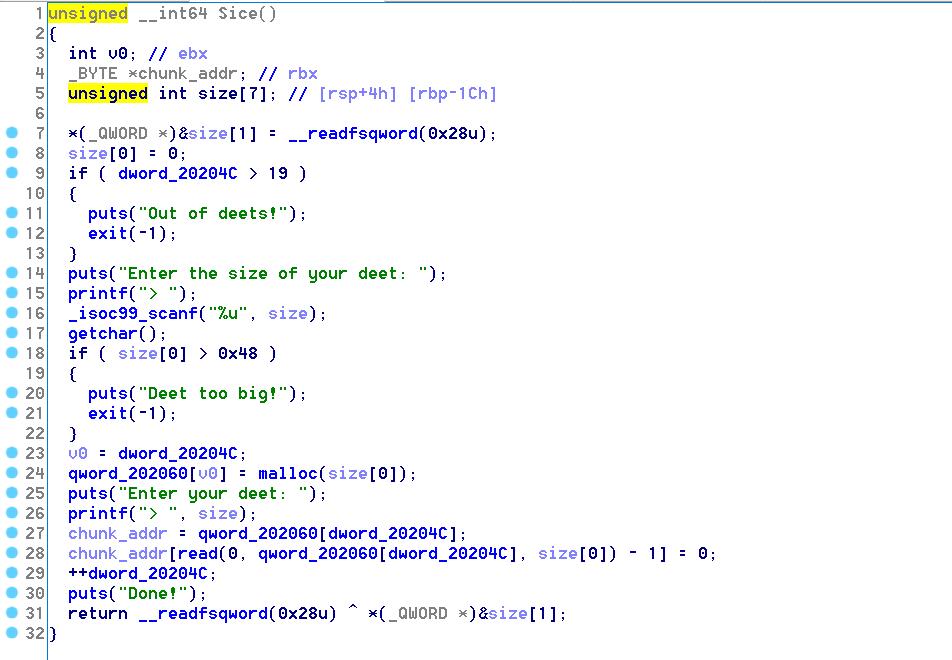 1 unsigned __int64 Sice()
2 {
3 int v0; // ebx
4 _BYTE *chunk_addr; // rbx
5 unsigned int size[7]; // [rsp+4h] [rbp-1Ch]
6
7 *(_QWORD *)&size[1] = __readfsqword(0x28u);
8 size[0] = 0;
9 if ( dword_20204C > 19 )
10 {
11 puts("Out of deets!");
12 exit(-1);
13 }
14 puts("Enter the size of your deet: ");
15 printf("> ");
16 _isoc99_scanf("%u", size);
17 getchar();
18 if ( size[0] > 0x48 )
19 {
20 puts("Deet too big!");
21 exit(-1);
22 }
23 v0 = dword_20204C;
24 qword_202060[v0] = malloc(size[0]);
25 puts("Enter your deet: ");
26 printf("> ", size);
27 chunk_addr = qword_202060[dword_20204C];
28 chunk_addr[read(0, qword_202060[dword_20204C], size[0]) - 1] = 0;
29 ++dword_20204C;
30 puts("Done!");
31 return __readfsqword(0x28u) ^ *(_QWORD *)&size[1];
32 }